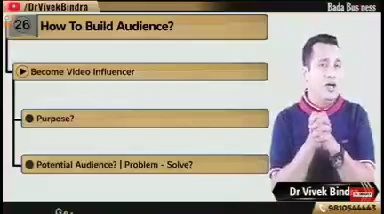 /DrVivekBindra
Bada Business
26 How To Build Audience?
Become Video Influencer
Purpose?
Potential Audience? | Problem - Solve?
Dr Vivek Bind